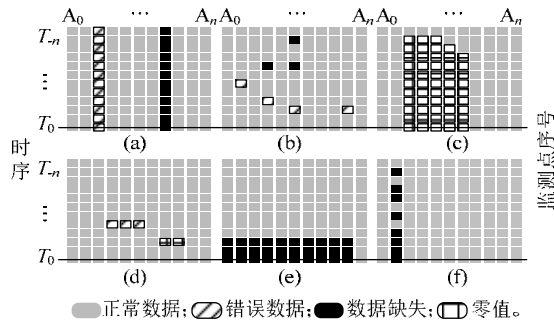 A₀ ⋯ Aₙ A₀ ⋯ Aₙ A₀ ⋯ Aₙ
T₋ₙ
⋮
T₀
(a) (b) (c)
时序
监测点序号
T₋ₙ
⋮
T₀
(d) (e) (f)
正常数据; 错误数据; 数据缺失; 零值。